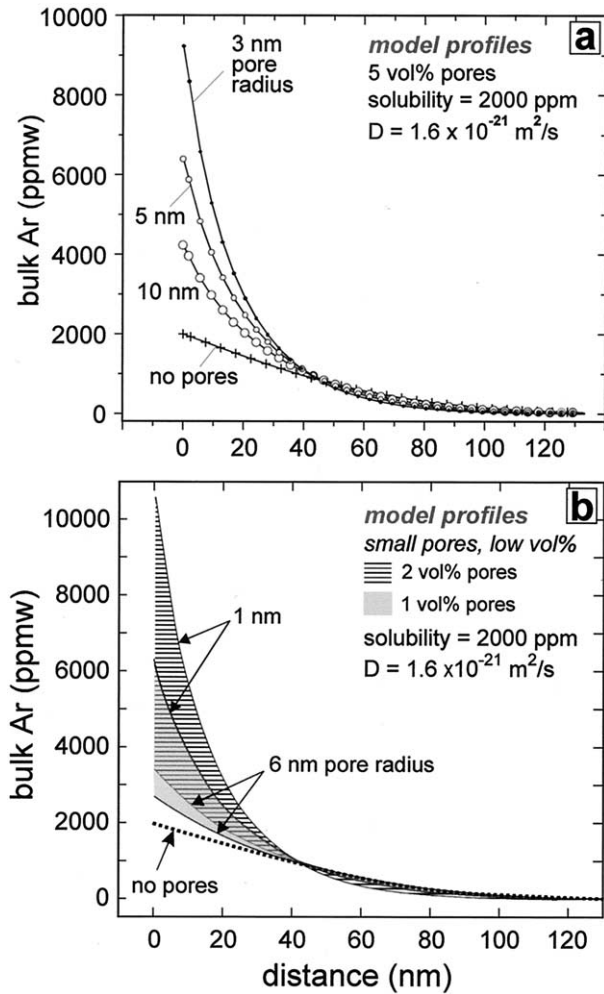 a
model profiles
5 vol% pores
solubility = 2000 ppm
D = 1.6 x 10⁻²¹ m²/s
3 nm
pore
radius
5 nm
10 nm
no pores
bulk Ar (ppmw)
10000
8000
6000
4000
2000
0
0 20 40 60 80 100 120
b
model profiles
small pores, low vol%
2 vol% pores
1 vol% pores
solubility = 2000 ppm
D = 1.6 x10⁻²¹ m²/s
1 nm
6 nm pore radius
no pores
bulk Ar (ppmw)
10000
8000
6000
4000
2000
0
0 20 40 60 80 100 120
distance (nm)